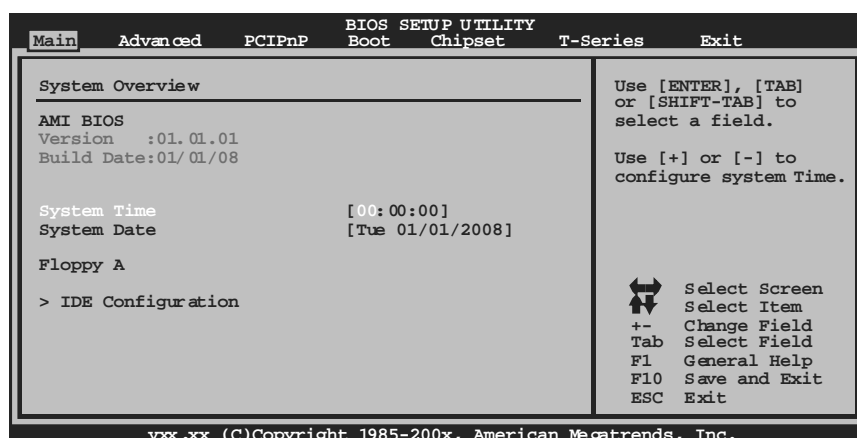 BIOS SETUP UTILITY
Main Advanced PCIPnP Boot Chipset T-Series Exit
System Overview
AMI BIOS
Version :01.01.01
Build Date:01/01/08
System Time [00:00:00]
System Date [Tue 01/01/2008]
Floppy A
> IDE Configuration
Use [ENTER], [TAB]
or [SHIFT-TAB] to
select a field.
Use [+] or [-] to
configure system Time.
Select Screen
Select Item
+- Change Field
Tab Select Field
F1 General Help
F10 Save and Exit
ESC Exit
vxx.xx (C)Copyright 1985-200x, American Megatrends, Inc.